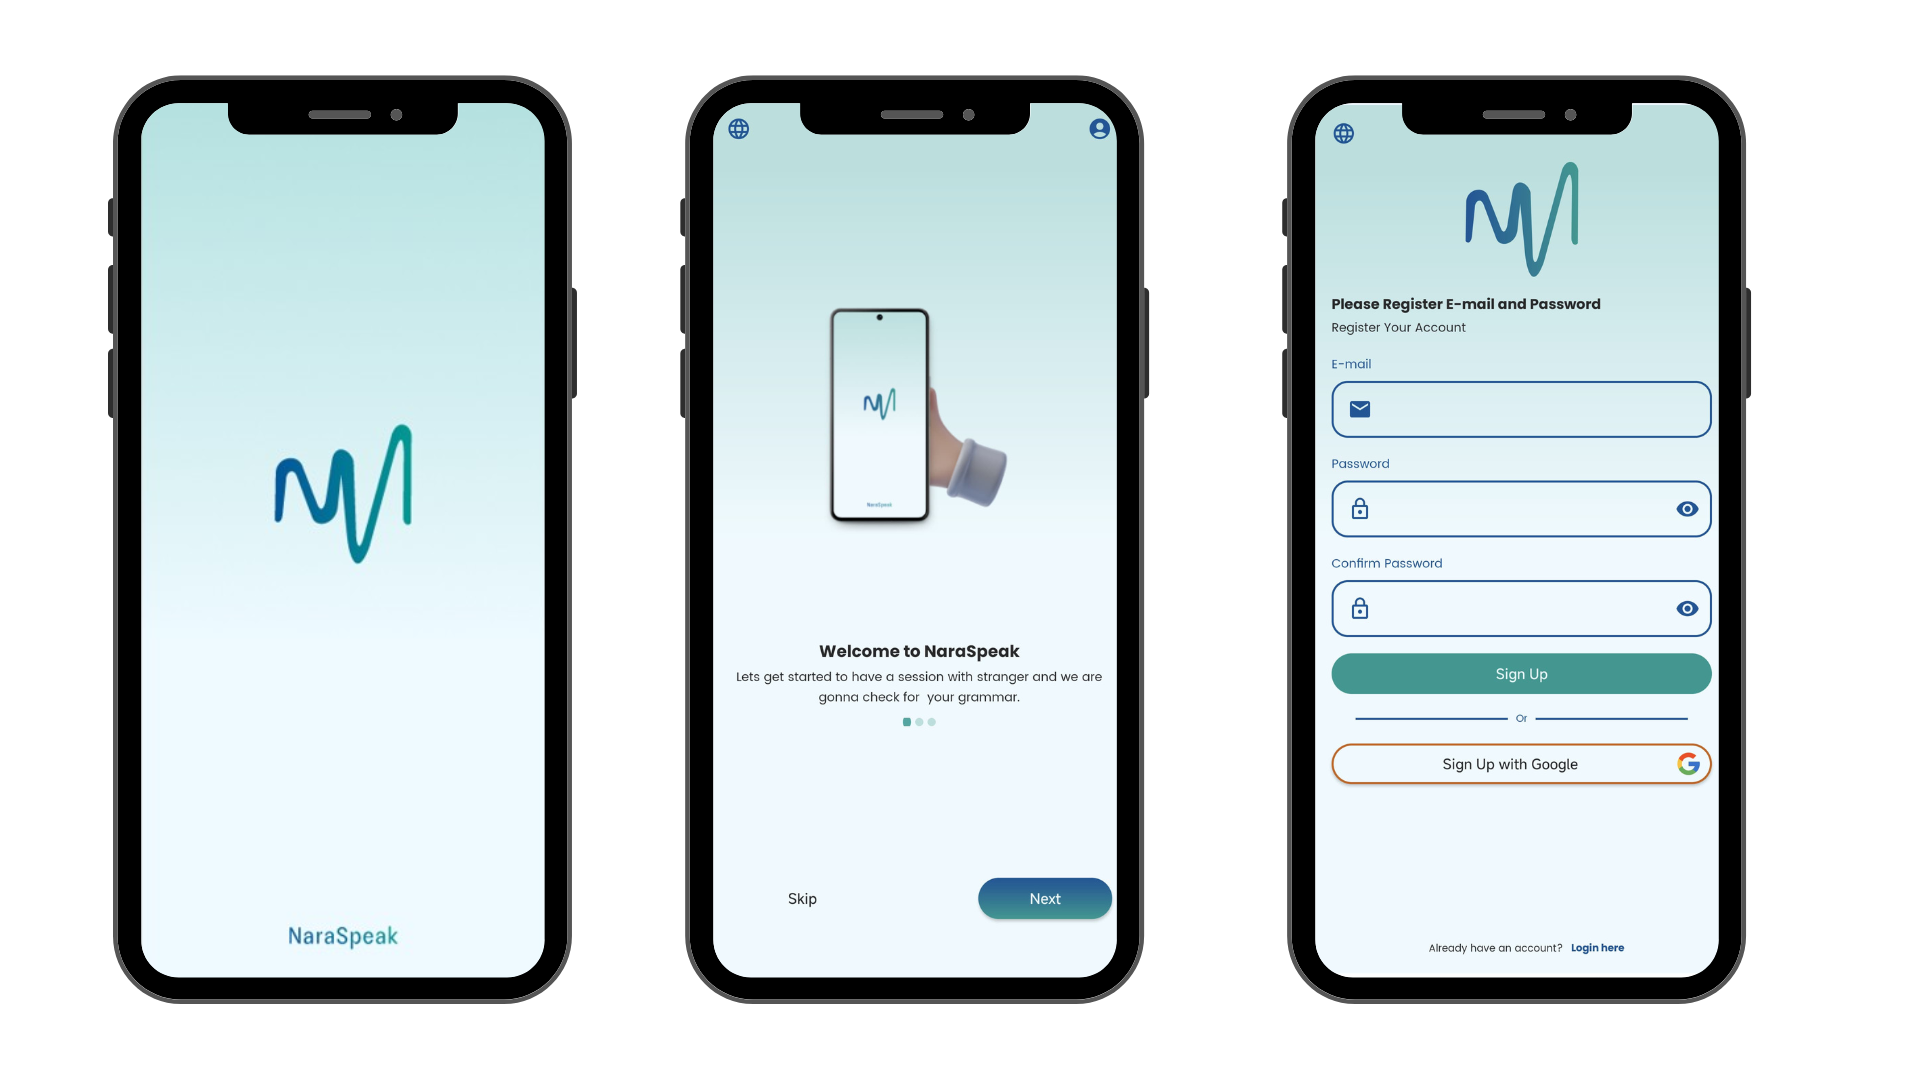 NaraSpeak
NaraSpeak
Welcome to NaraSpeak
Lets get started to have a session with stranger and we are
gonna check for  your grammar.
Skip
Next
Please Register E-mail and Password
Register Your Account
E-mail
Password
Confirm Password
Sign Up
Or
Sign Up with Google
Already have an account? Login here